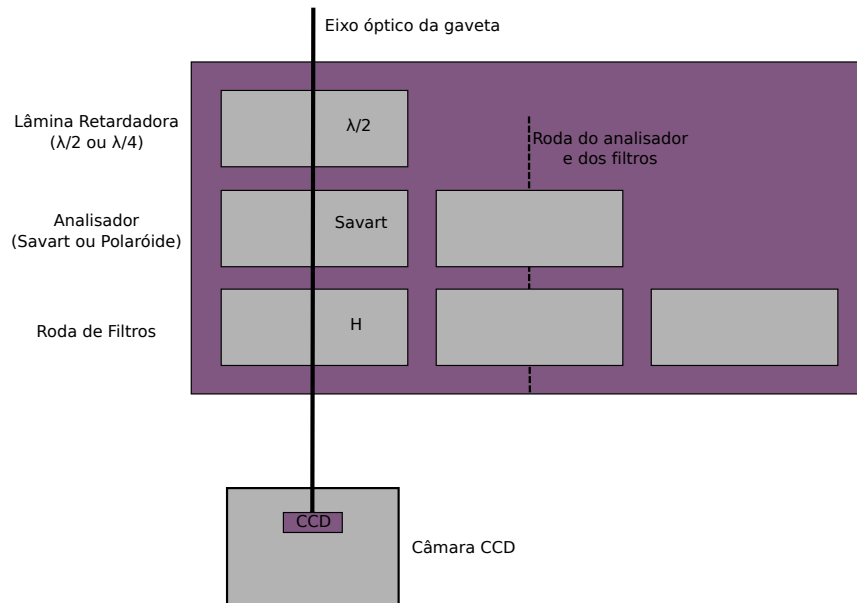 Eixo óptico da gaveta
Lâmina Retardadora
(λ/2 ou λ/4)
λ/2
Roda do analisador
e dos filtros
Analisador
(Savart ou Polaróide)
Savart
Roda de Filtros
H
CCD
Câmara CCD